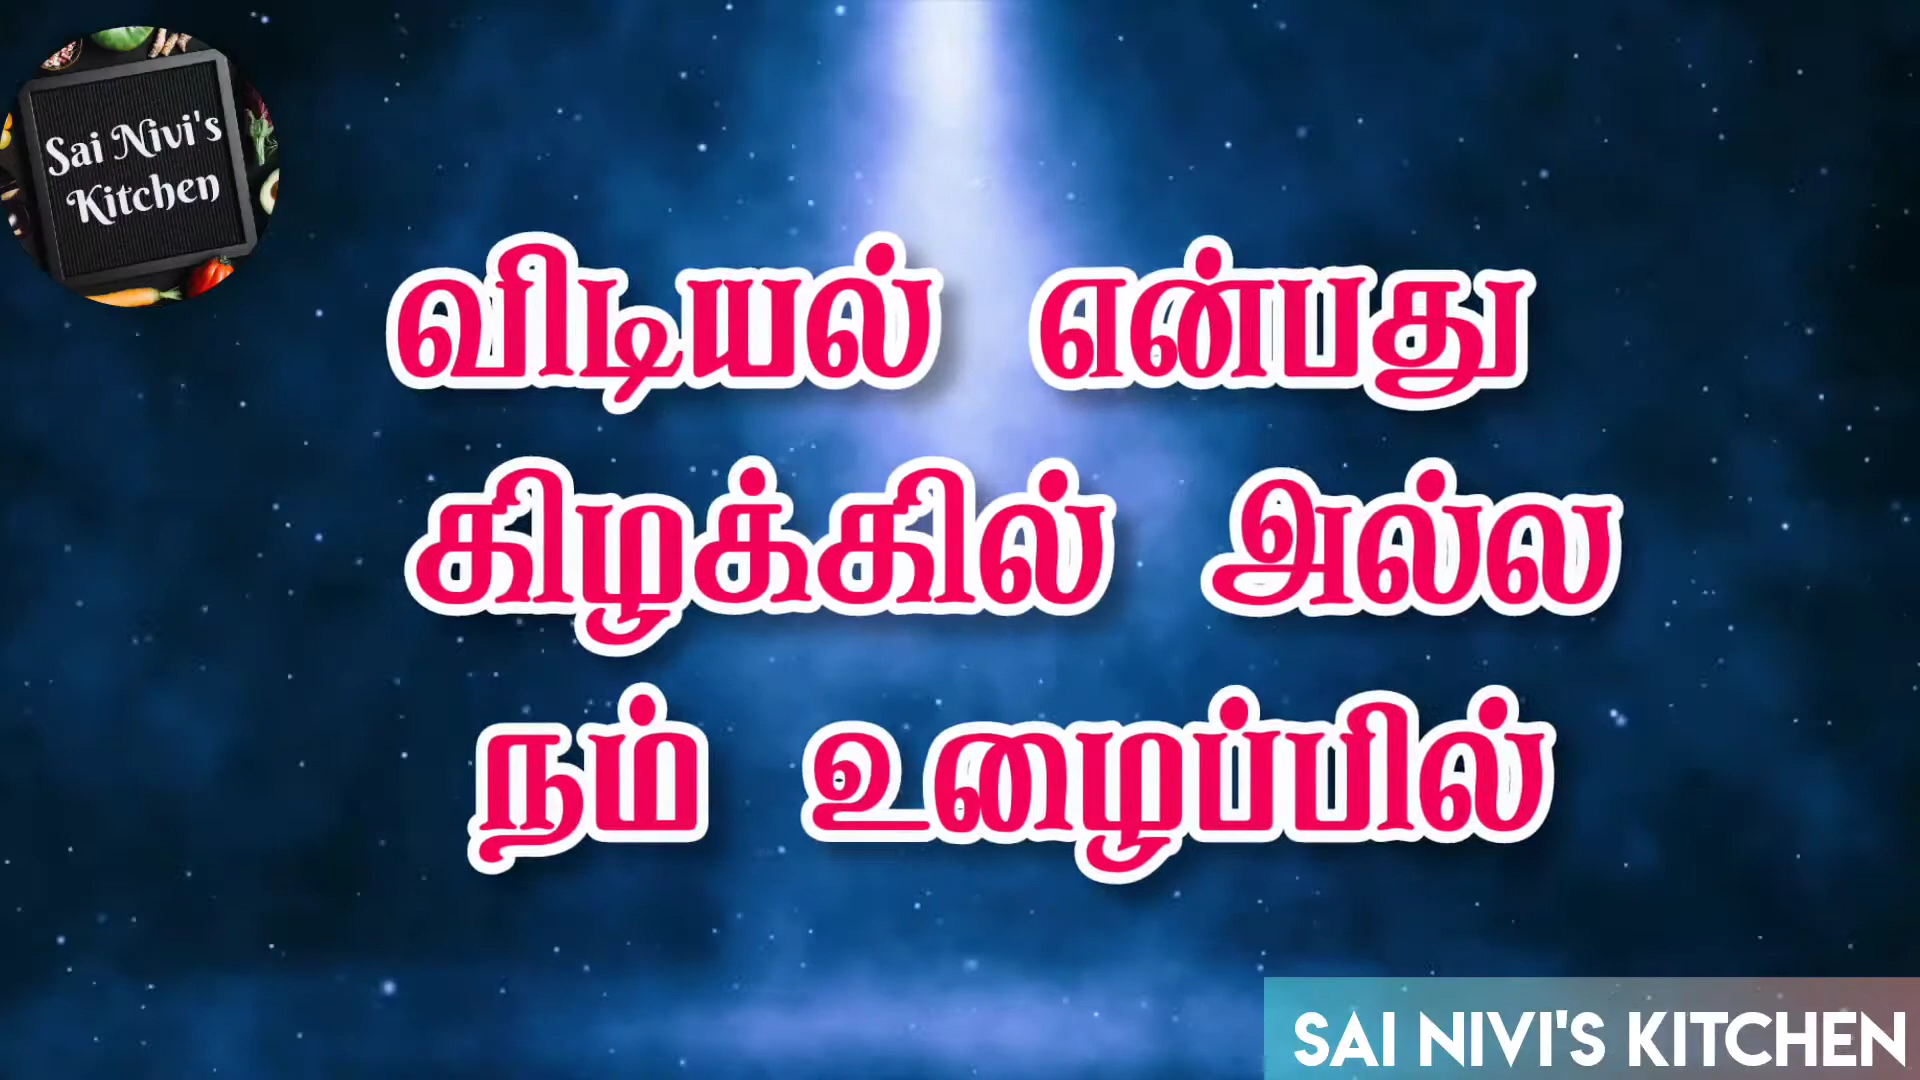 Sai Nivi's
Kitchen
விடியல் என்பது
கிழக்கில் அல்ல
நம் உழைப்பில்
SAI NIVI'S KITCHEN